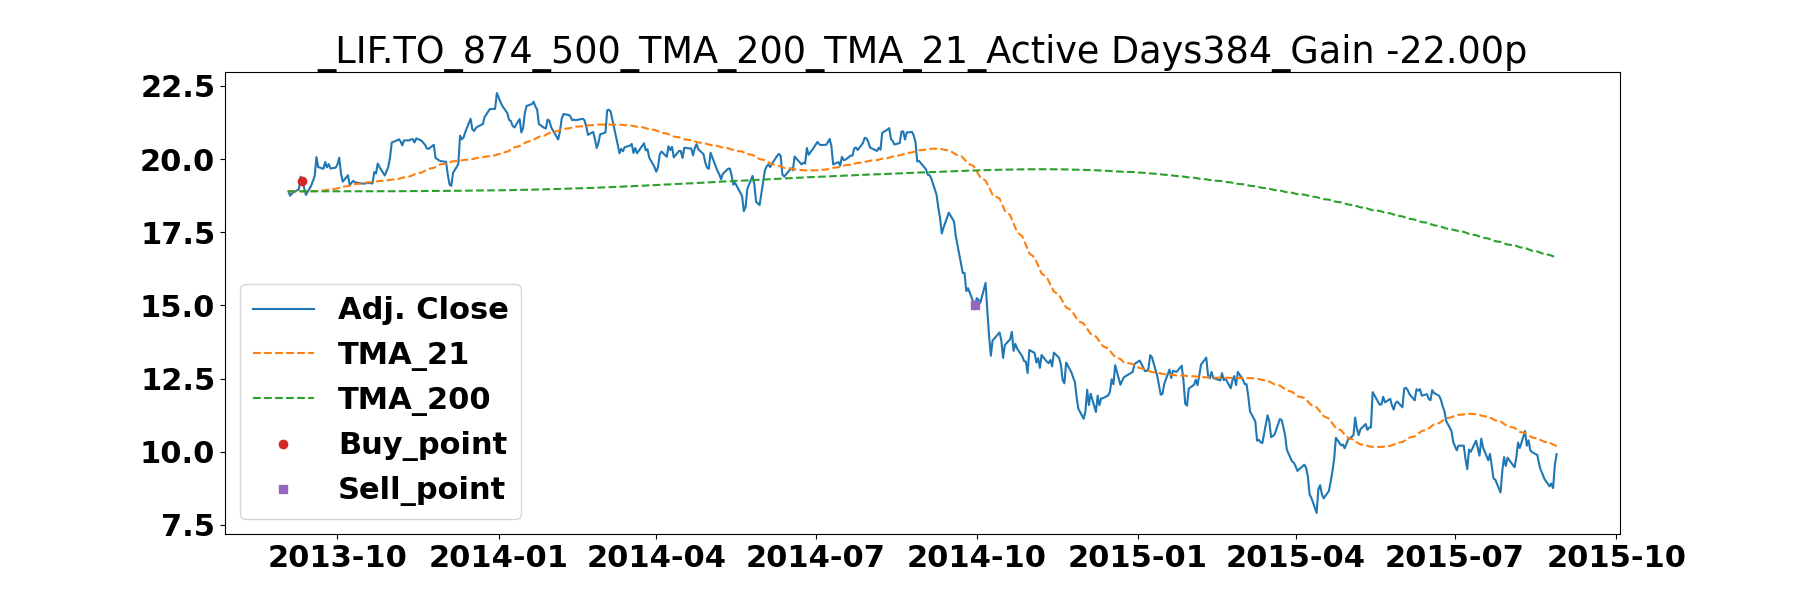 _LIF.TO_874_500_TMA_200_TMA_21_Active Days384_Gain -22.00p
22.5
20.0
17.5
15.0
12.5
10.0
7.5
Adj. Close
TMA_21
TMA_200
Buy_point
Sell_point
2013-10 2014-01 2014-04 2014-07 2014-10 2015-01 2015-04 2015-07 2015-10